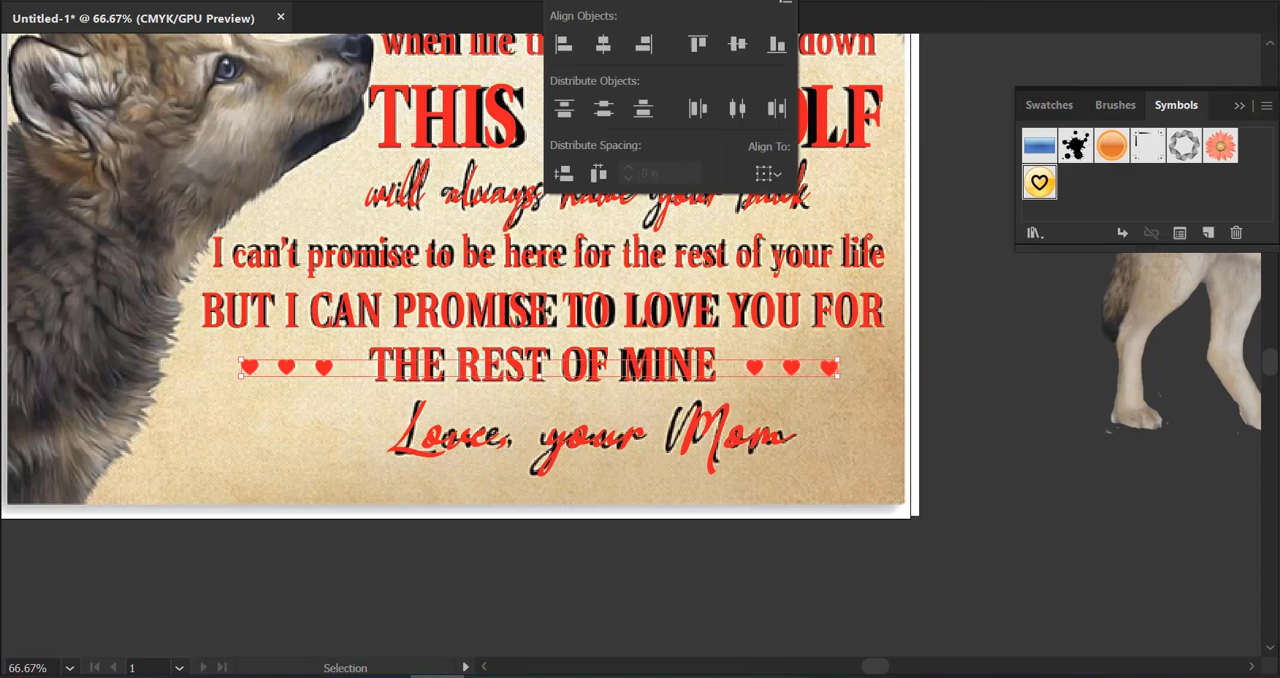 Untitled-1* @ 66.67% (CMYK/GPU Preview)
Align Objects:
Distribute Objects:
Distribute Spacing:
Align To:
Swatches Brushes Symbols
when life down
THIS OLF
will always have your back
I can't promise to be here for the rest of your life
BUT I CAN PROMISE TO LOVE YOU FOR
THE REST OF MINE
Love, your Mom
66.67% 1 Selection